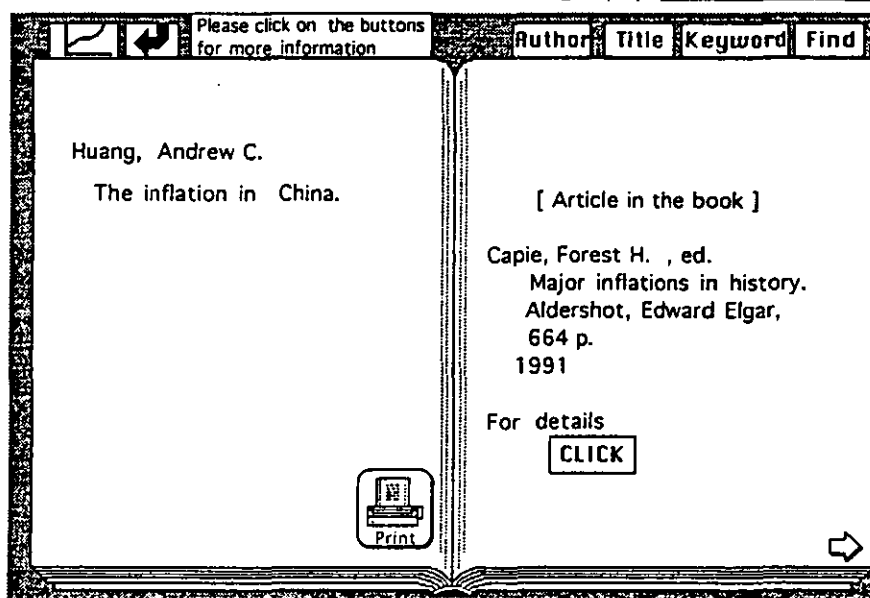 Please click on the buttons
for more information
Author Title Keyword Find
Huang, Andrew C.
The inflation in China.
Print
[ Article in the book ]
Capie, Forest H. , ed.
Major inflations in history.
Aldershot, Edward Elgar,
664 p.
1991
For details
CLICK